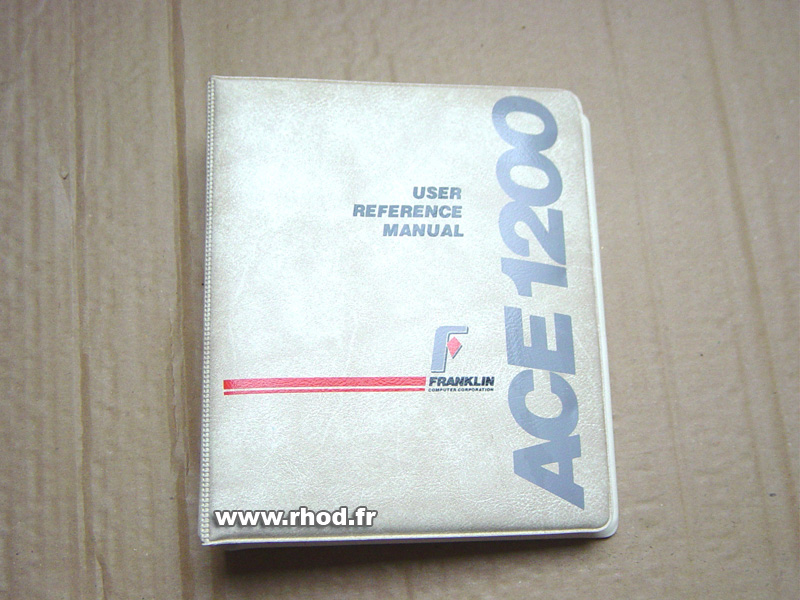 USER
REFERENCE
MANUAL
ACE 1200
FRANKLIN
COMPUTER CORPORATION
www.rhod.fr